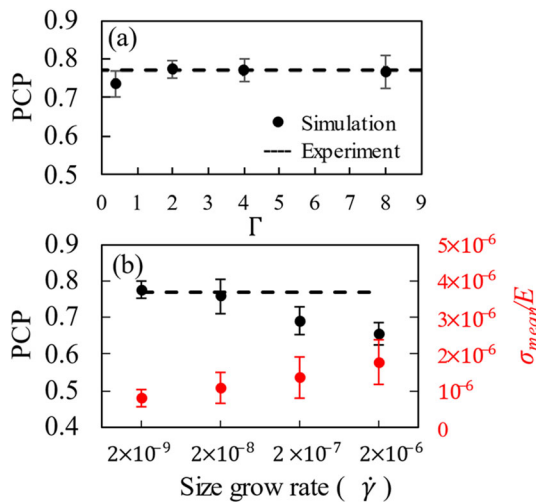 (a)
PCP
0.9
0.8
0.7
0.6
0.5
Simulation
Experiment
0 1 2 3 4 5 6 7 8 9
Γ
(b)
PCP
0.9
0.8
0.7
0.6
0.5
0.4
5×10⁻⁶
4×10⁻⁶
3×10⁻⁶
2×10⁻⁶
10⁻⁶
0
σmean/E
2×10⁻⁹ 2×10⁻⁸ 2×10⁻⁷ 2×10⁻⁶
Size grow rate ( γ̇ )